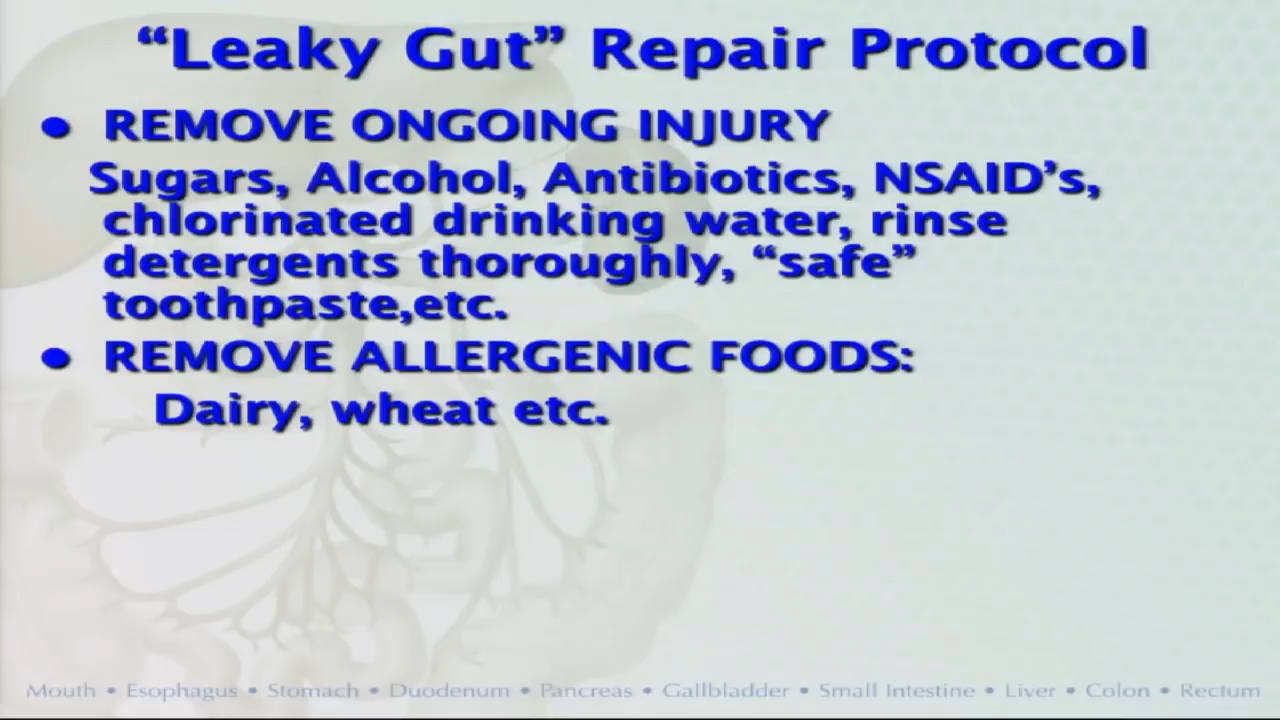 “Leaky Gut” Repair Protocol
• REMOVE ONGOING INJURY
Sugars, Alcohol, Antibiotics, NSAID’s,
chlorinated drinking water, rinse
detergents thoroughly, “safe”
toothpaste,etc.
• REMOVE ALLERGENIC FOODS:
Dairy, wheat etc.
Mouth • Esophagus • Stomach • Duodenum • Pancreas • Gallbladder • Small Intestine • Liver • Colon • Rectum